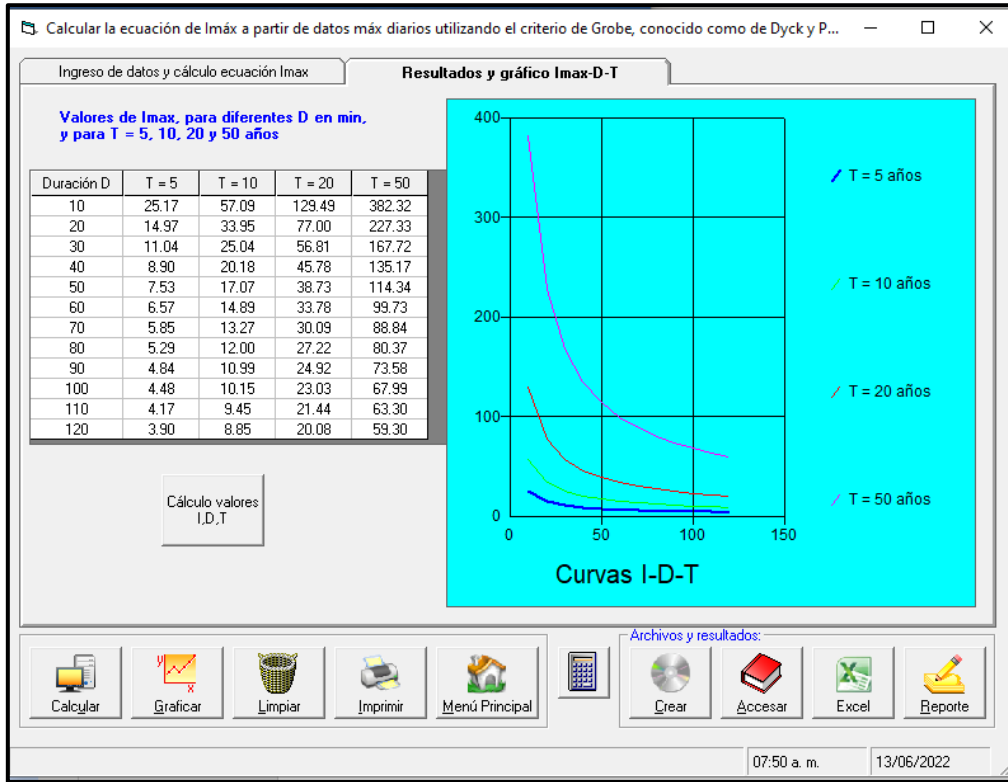 Calcular la ecuación de Imáx a partir de datos máx diarios utilizando el criterio de Grobe, conocido como de Dyck y P...
Ingreso de datos y cálculo ecuación Imax
Resultados y gráfico Imax-D-T
Valores de Imax, para diferentes D en min,
y para T = 5, 10, 20 y 50 años
Duración D T = 5 T = 10 T = 20 T = 50
10 25.17 57.09 129.49 382.32
20 14.97 33.95 77.00 227.33
30 11.04 25.04 56.81 167.72
40 8.90 20.18 45.78 135.17
50 7.53 17.07 38.73 114.34
60 6.57 14.89 33.78 99.73
70 5.85 13.27 30.09 88.84
80 5.29 12.00 27.22 80.37
90 4.84 10.99 24.92 73.58
100 4.48 10.15 23.03 67.99
110 4.17 9.45 21.44 63.30
120 3.90 8.85 20.08 59.30
Cálculo valores
I,D,T
400
300
200
100
0
0 50 100 150
Curvas I-D-T
T = 5 años
T = 10 años
T = 20 años
T = 50 años
Archivos y resultados:
y
x
Calcular Graficar Limpiar Imprimir Menú Principal Crear Accesar Excel Reporte
07:50 a. m. 13/06/2022